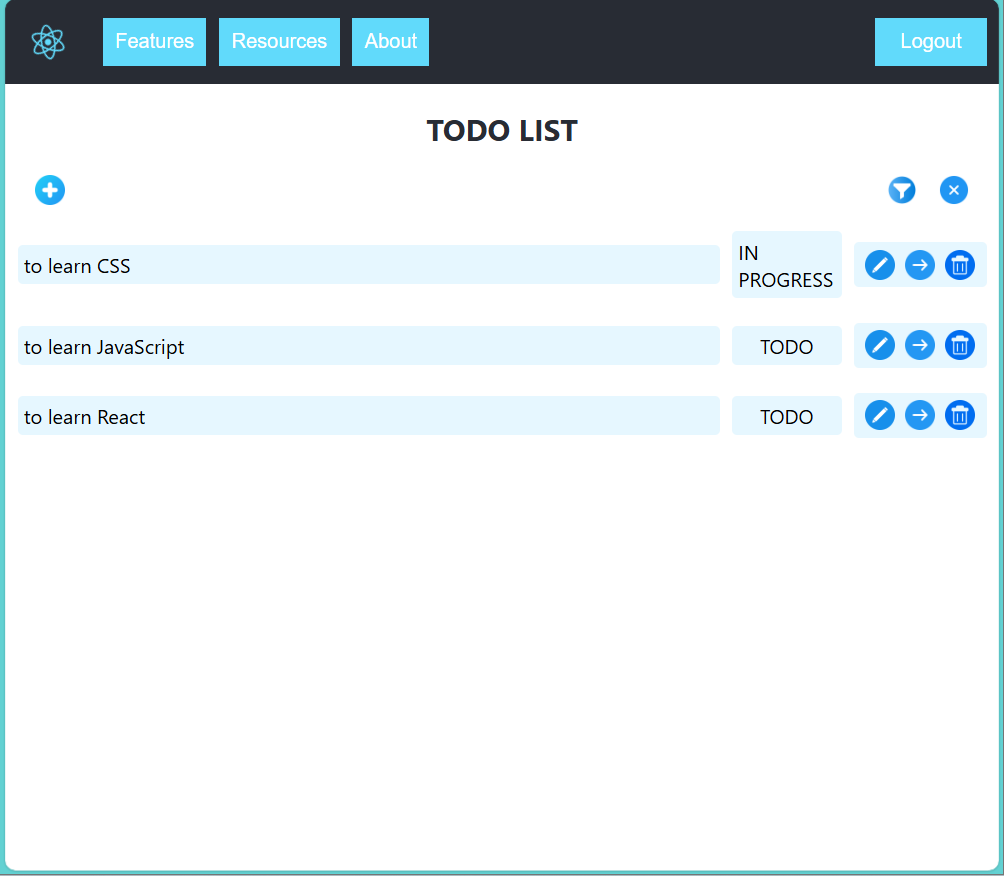 Features Resources About Logout
TODO LIST
to learn CSS
IN
PROGRESS
to learn JavaScript TODO
to learn React TODO